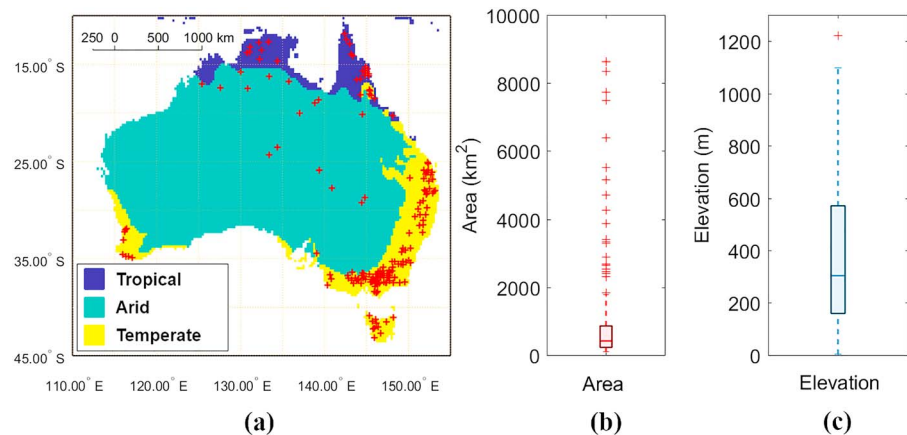 250 0 500 1000 km
15.00° S
25.00° S
35.00° S
45.00° S
Tropical
Arid
Temperate
110.00° E 120.00° E 130.00° E 140.00° E 150.00° E
(a)
10000
8000
6000
4000
2000
0
Area (km²)
Area
(b)
1200
1000
800
600
400
200
0
Elevation (m)
Elevation
(c)